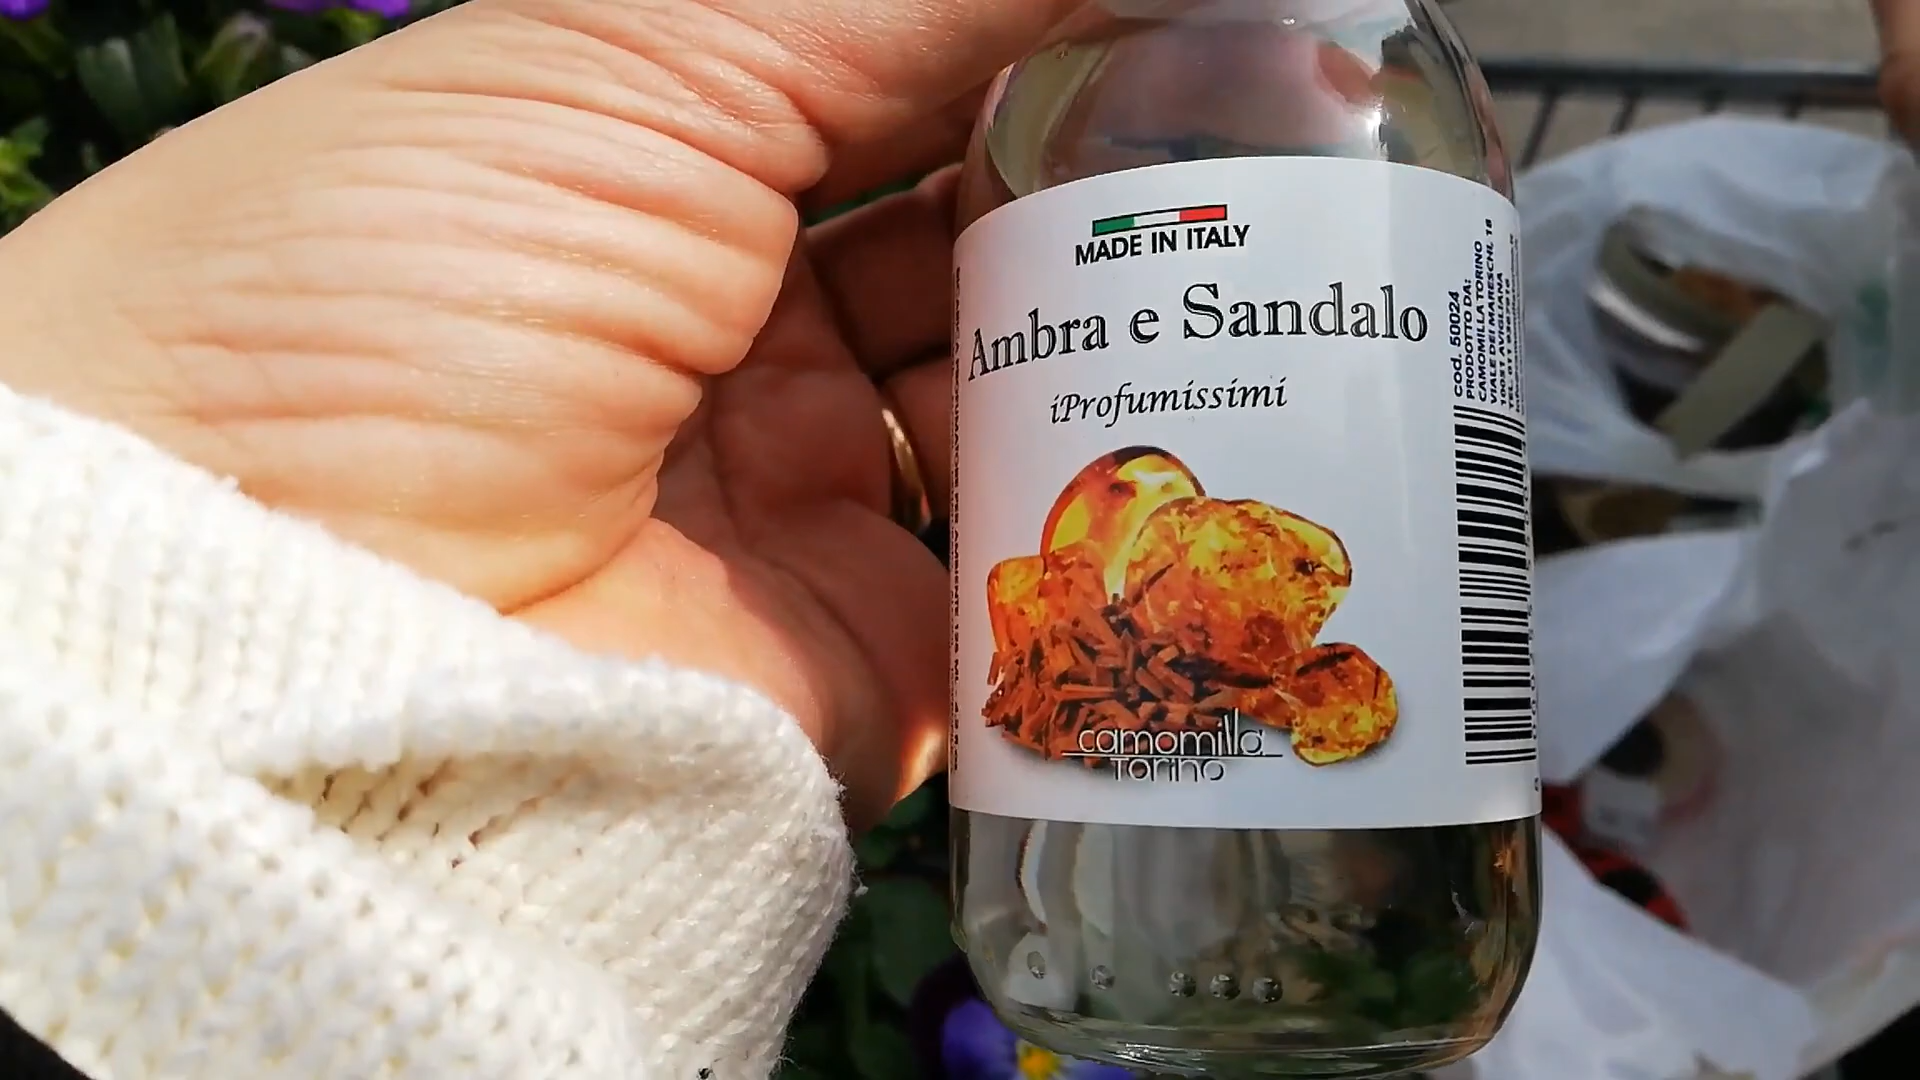 MADE IN ITALY
Ambra e Sandalo
iProfumissimi
camomilla
Torino
cod. 50024
PRODOTTO DA:
CAMOMILLA TORINO
VIALE DEI MARESCHI, 18
10051 AVIGLIANA